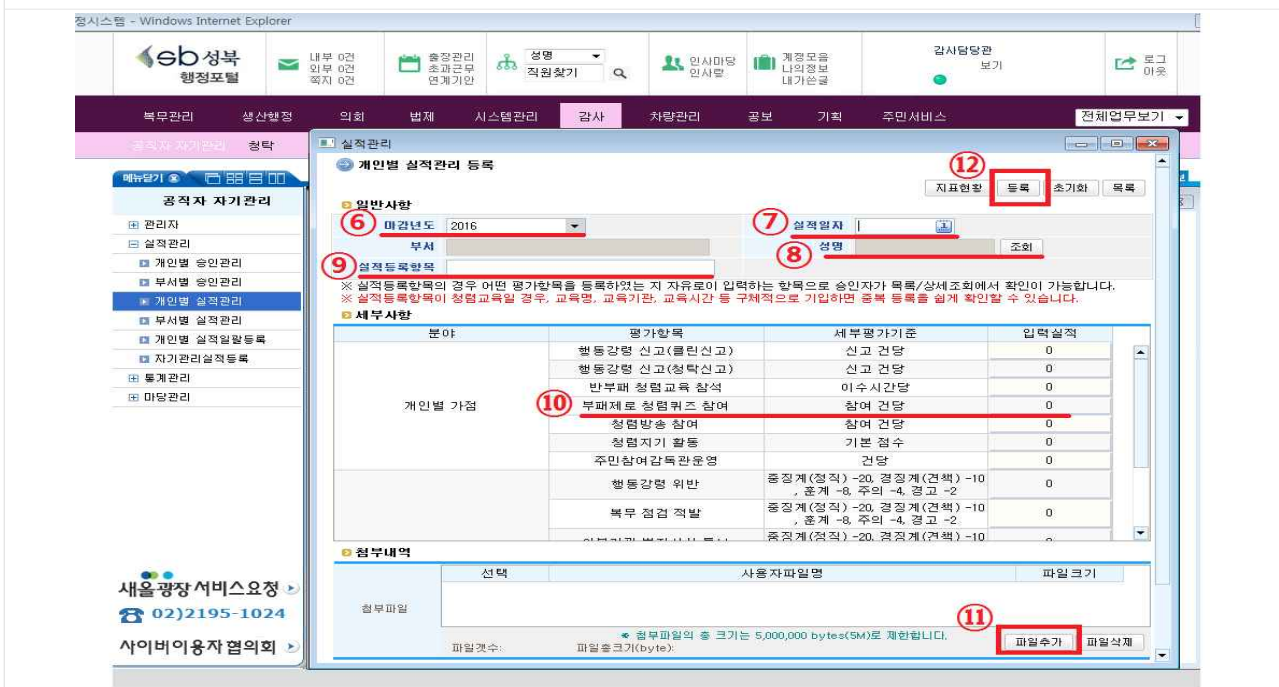 정시스템 - Windows Internet Explorer
sb 성북
행정포털
내부 0건
외부 0건
쪽지 0건
출장관리
초과근무
연계기안
성명
직원찾기
인사마당
인사랑
계정모음
나의정보
내가쓴글
감사담당관
보기
로그
아웃
복무관리 생산행정 의회 법제 시스템관리 감사 차량관리 공보 기획 주민서비스 전체업무보기
공직자 자기관리 청탁
메뉴닫기
공직자 자기관리
관리자
실적관리
개인별 승인관리
부서별 승인관리
개인별 실적관리
부서별 실적관리
개인별 실적일괄등록
자기관리실적등록
통계관리
마당관리
새올광장 서비스요청
02)2195-1024
사이버이용자협의회
실적관리
개인별 실적관리 등록
⑫
지표현황 등록 초기화 목록
일반사항
⑥ 마감년도 2016 ⑦ 실적일자
부서 ⑧ 성명 조회
⑨ 실적등록항목
※ 실적등록항목의 경우 어떤 평가항목을 등록하는 지 자유로이 입력하는 항목으로 승인자가 목록/상세조회에서 확인이 가능합니다.
※ 실적등록항목이 청렴교육일 경우, 교육명, 교육기관, 교육시간 등 구체적으로 기입하면 중복 등록을 쉽게 확인할 수 있습니다.
세부사항
분야 평가항목 세부평가기준 입력실적
행동강령 신고(클린신고) 신고 건당 0
행동강령 신고(청탁신고) 신고 건당 0
반부패 청렴교육 참석 이수시간당 0
개인별 가점 ⑩ 부패제로 청렴퀴즈 참여 참여 건당 0
청렴방송 참여 참여 건당 0
청렴지기 활동 기본 점수 0
주민참여감독관운영 건당 0
행동강령 위반 중징계(정직) -20, 경징계(견책) -10
, 훈계 -8, 주의 -4, 경고 -2 0
복무 점검 적발 중징계(정직) -20, 경징계(견책) -10
, 훈계 -8, 주의 -4, 경고 -2 0
중징계(정직) -20, 경징계(견책) -10
첨부내역
선택 사용자파일명 파일크기
첨부파일
⑪
첨부파일의 총 크기는 5,000,000 bytes(5M)로 제한합니다.
파일갯수: 파일총크기(byte): 파일추가 파일삭제